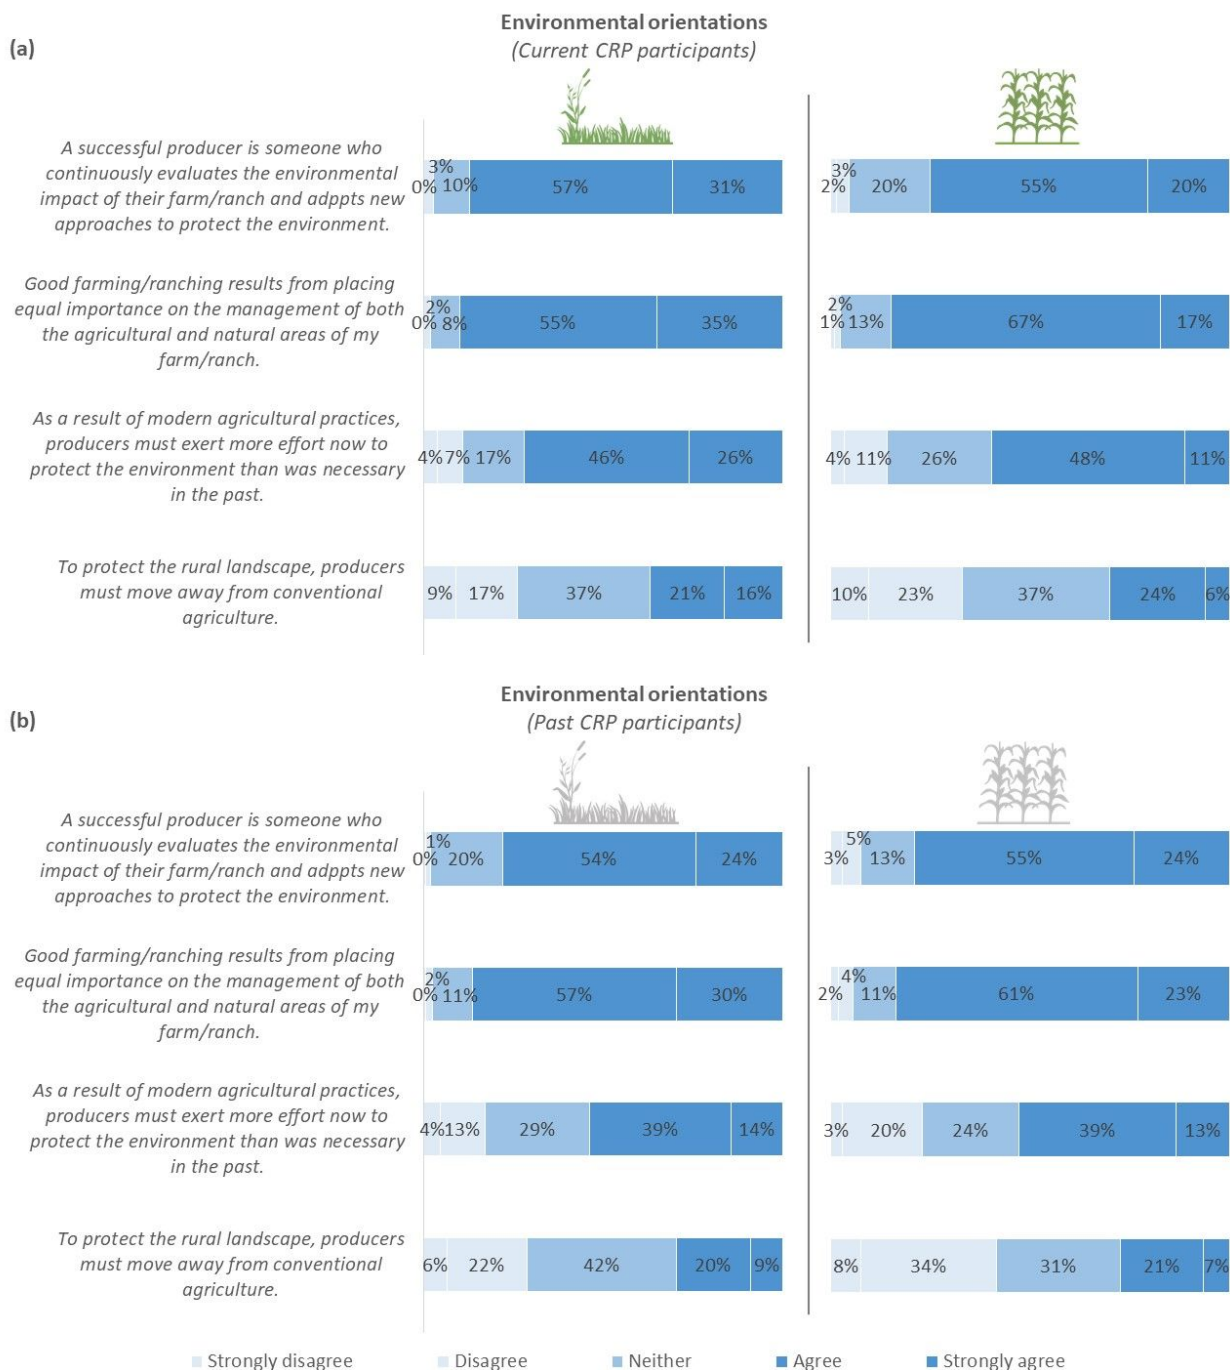 Environmental orientations
(a)
(Current CRP participants)
A successful producer is someone who
continuously evaluates the environmental
impact of their farm/ranch and adppts new
approaches to protect the environment.
0% 3% 10% 57% 31%
2% 3% 20% 55% 20%
Good farming/ranching results from placing
equal importance on the management of both
the agricultural and natural areas of my
farm/ranch.
0% 2% 8% 55% 35%
1% 2% 13% 67% 17%
As a result of modern agricultural practices,
producers must exert more effort now to
protect the environment than was necessary
in the past.
4% 7% 17% 46% 26%
4% 11% 26% 48% 11%
To protect the rural landscape, producers
must move away from conventional
agriculture.
9% 17% 37% 21% 16%
10% 23% 37% 24% 6%
Environmental orientations
(b)
(Past CRP participants)
A successful producer is someone who
continuously evaluates the environmental
impact of their farm/ranch and adppts new
approaches to protect the environment.
0% 1% 20% 54% 24%
3% 5% 13% 55% 24%
Good farming/ranching results from placing
equal importance on the management of both
the agricultural and natural areas of my
farm/ranch.
0% 2% 11% 57% 30%
2% 4% 11% 61% 23%
As a result of modern agricultural practices,
producers must exert more effort now to
protect the environment than was necessary
in the past.
4% 13% 29% 39% 14%
3% 20% 24% 39% 13%
To protect the rural landscape, producers
must move away from conventional
agriculture.
6% 22% 42% 20% 9%
8% 34% 31% 21% 7%
Strongly disagree Disagree Neither Agree Strongly agree